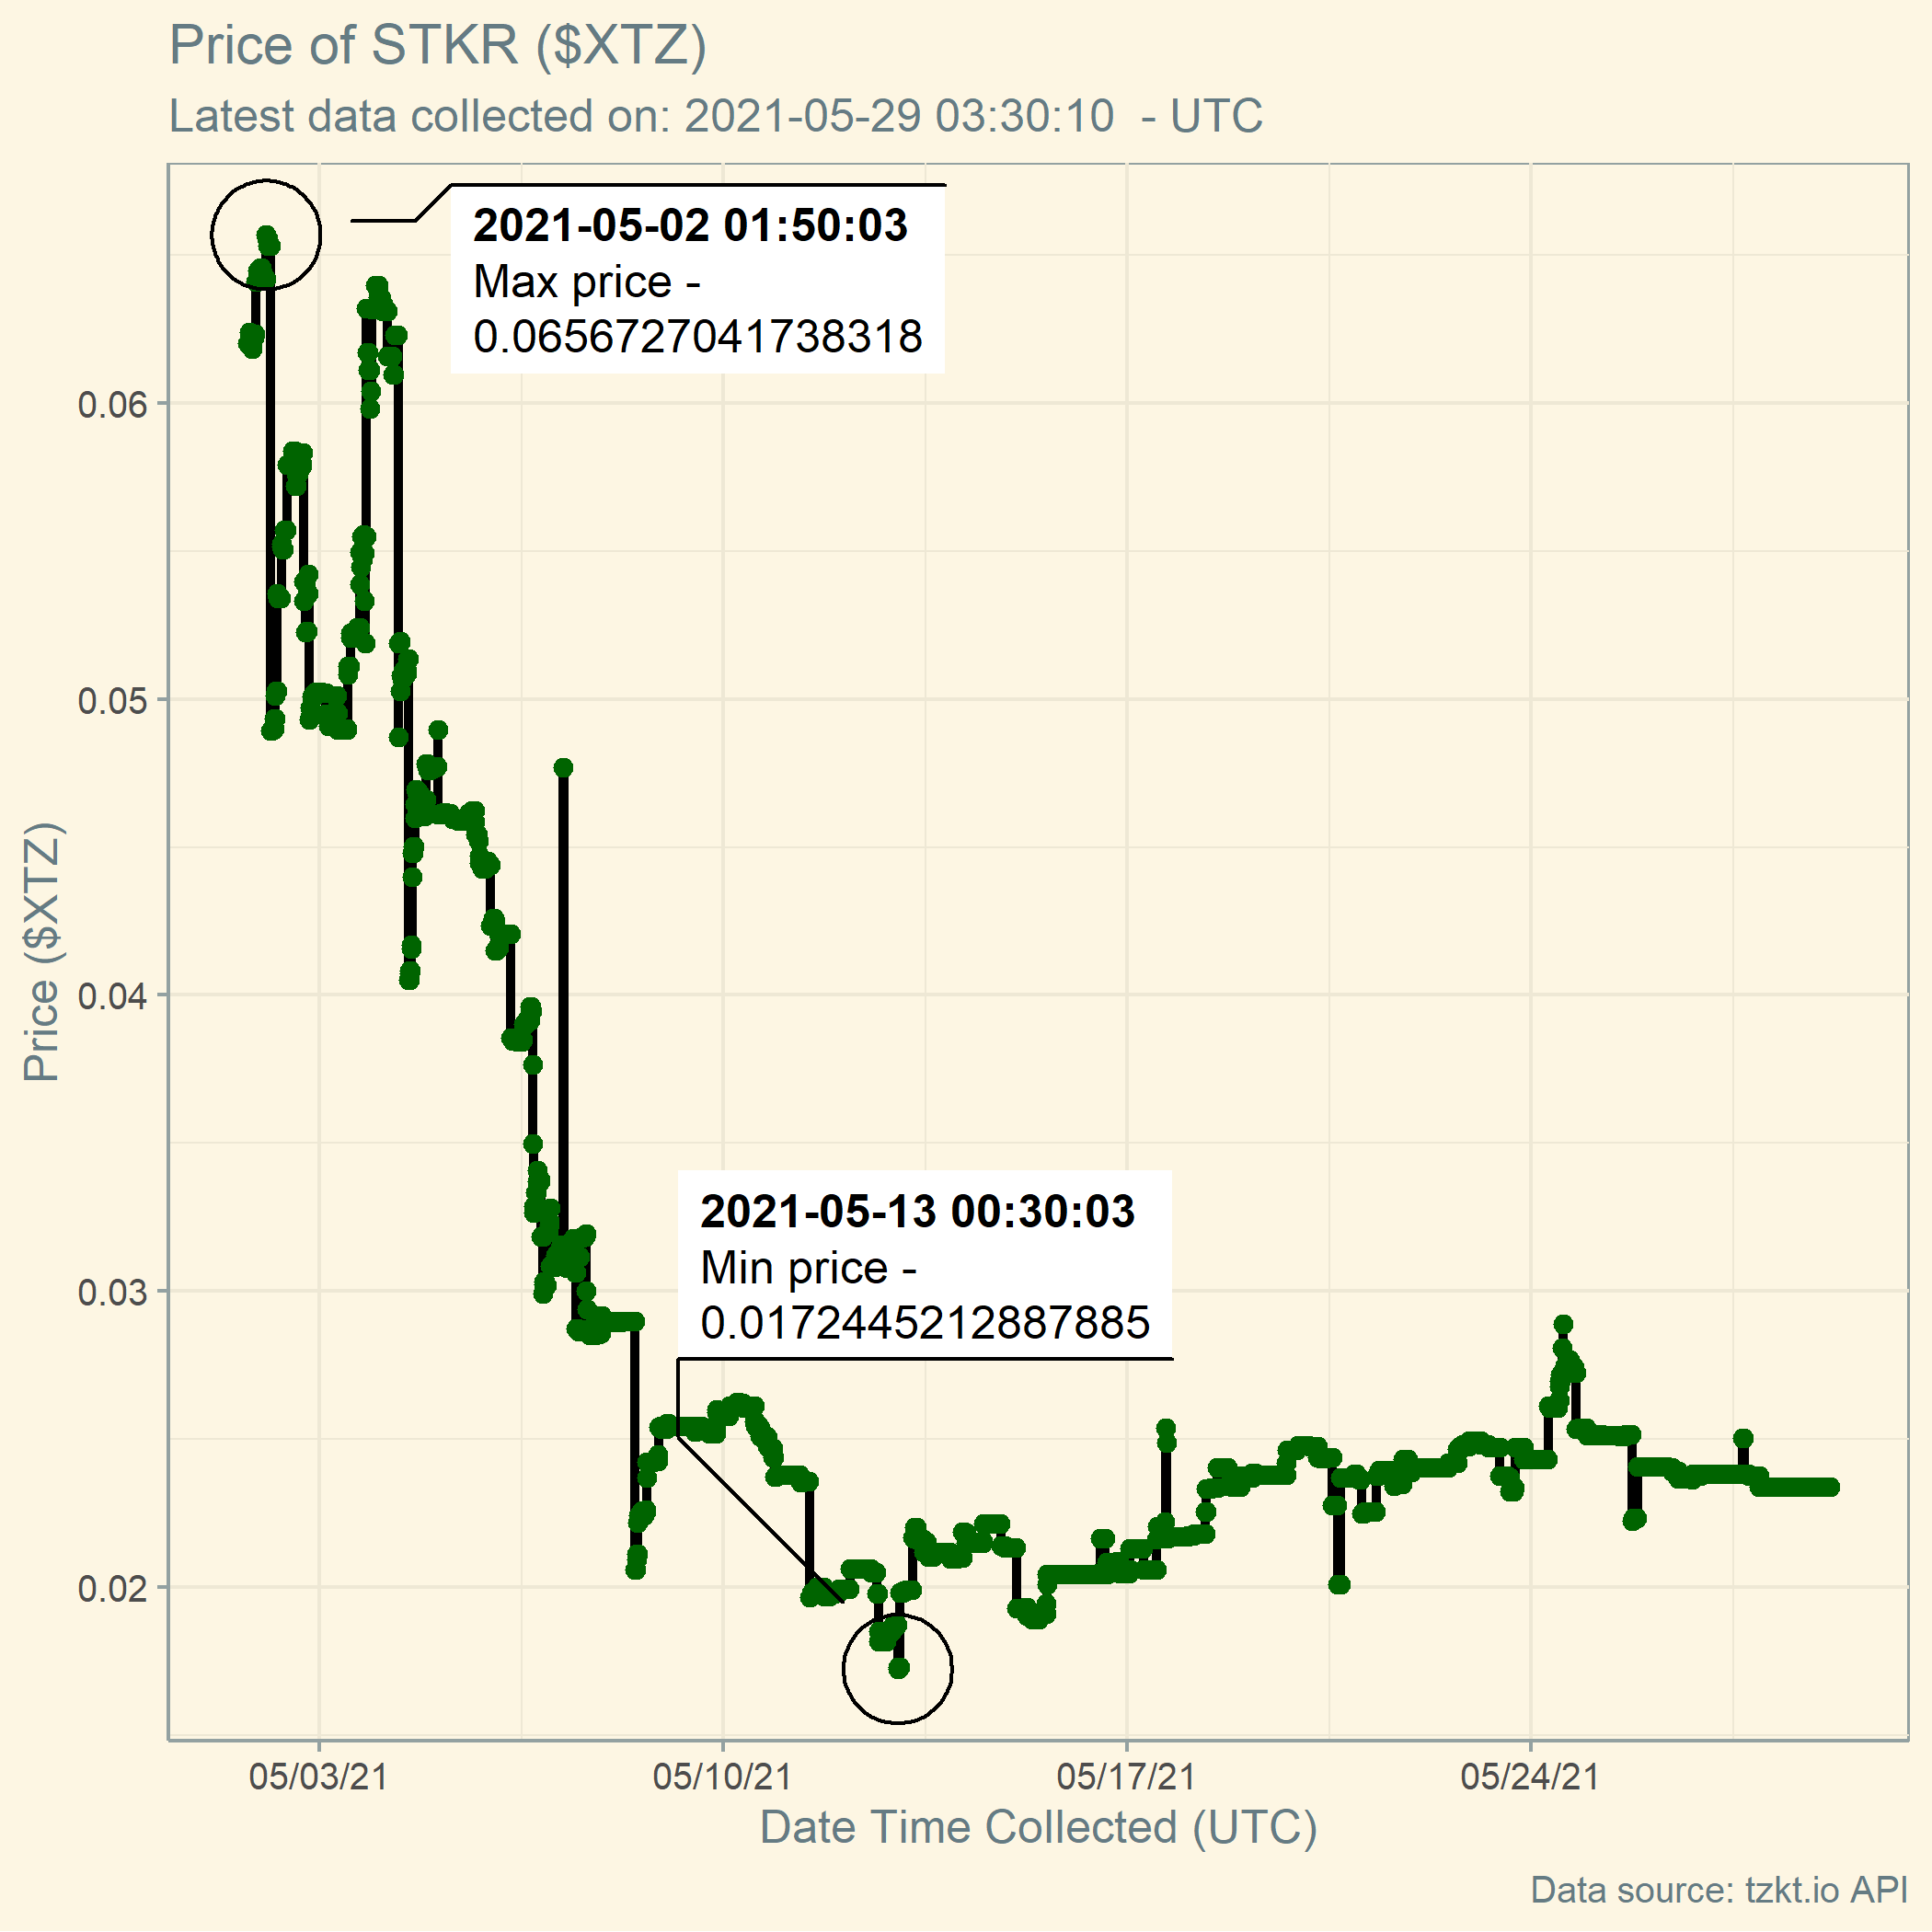 Price of STKR ($XTZ)
Latest data collected on: 2021-05-29 03:30:10  - UTC
2021-05-02 01:50:03
Max price -
0.0656727041738318
0.06
0.05
0.04
0.03
0.02
Price ($XTZ)
2021-05-13 00:30:03
Min price -
0.0172445212887885
05/03/21
05/10/21
05/17/21
05/24/21
Date Time Collected (UTC)
Data source: tzkt.io API